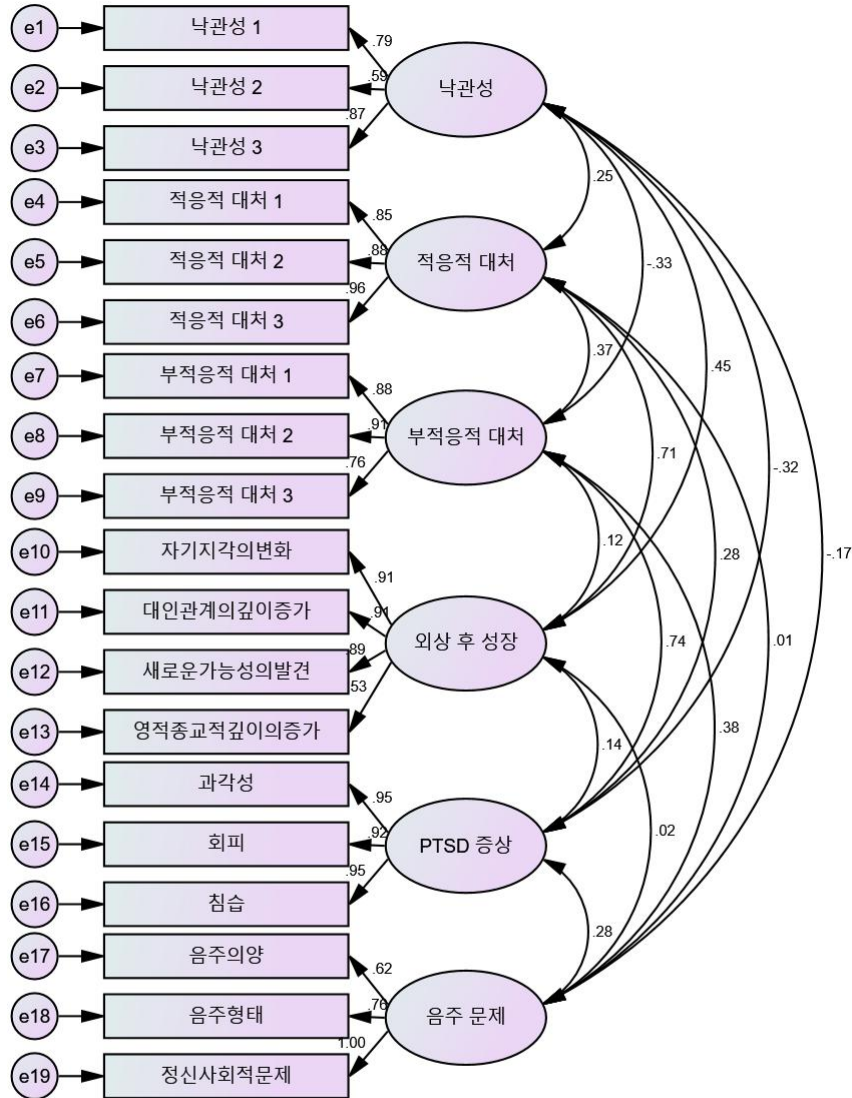 e1
낙관성 1
.79
e2
낙관성 2
.59
낙관성
e3
낙관성 3
.87
e4
적응적 대처 1
.85
.25
e5
적응적 대처 2
.88
적응적 대처
-.33
e6
적응적 대처 3
.96
.37
.45
e7
부적응적 대처 1
.88
e8
부적응적 대처 2
.91
부적응적 대처
.71
-.32
e9
부적응적 대처 3
.76
e10
자기지각의변화
.91
.12
.28
-.17
e11
대인관계의깊이증가
.91
외상 후 성장
.74
.01
e12
새로운가능성의발견
.89
e13
영적종교적깊이의증가
.53
.14
.38
e14
과각성
.95
.02
e15
회피
.92
PTSD 증상
e16
침습
.95
.28
e17
음주의양
.62
e18
음주형태
.76
음주 문제
e19
정신사회적문제
1.00